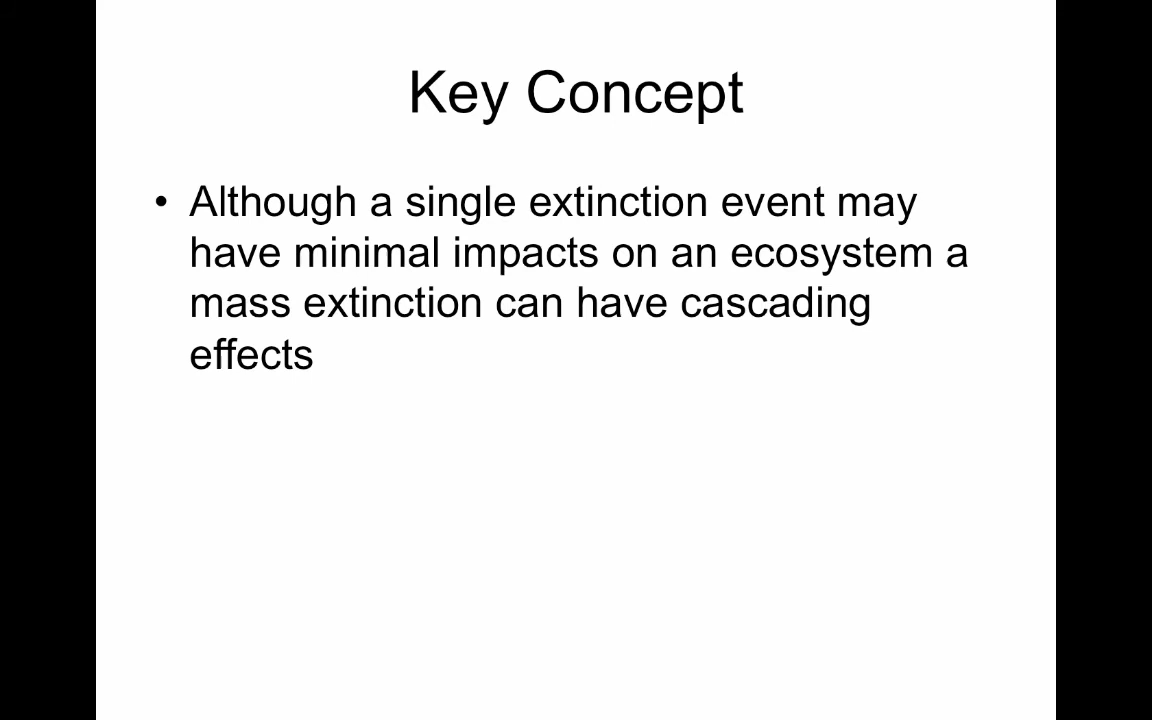 Key Concept
• Although a single extinction event may
have minimal impacts on an ecosystem a
mass extinction can have cascading
effects